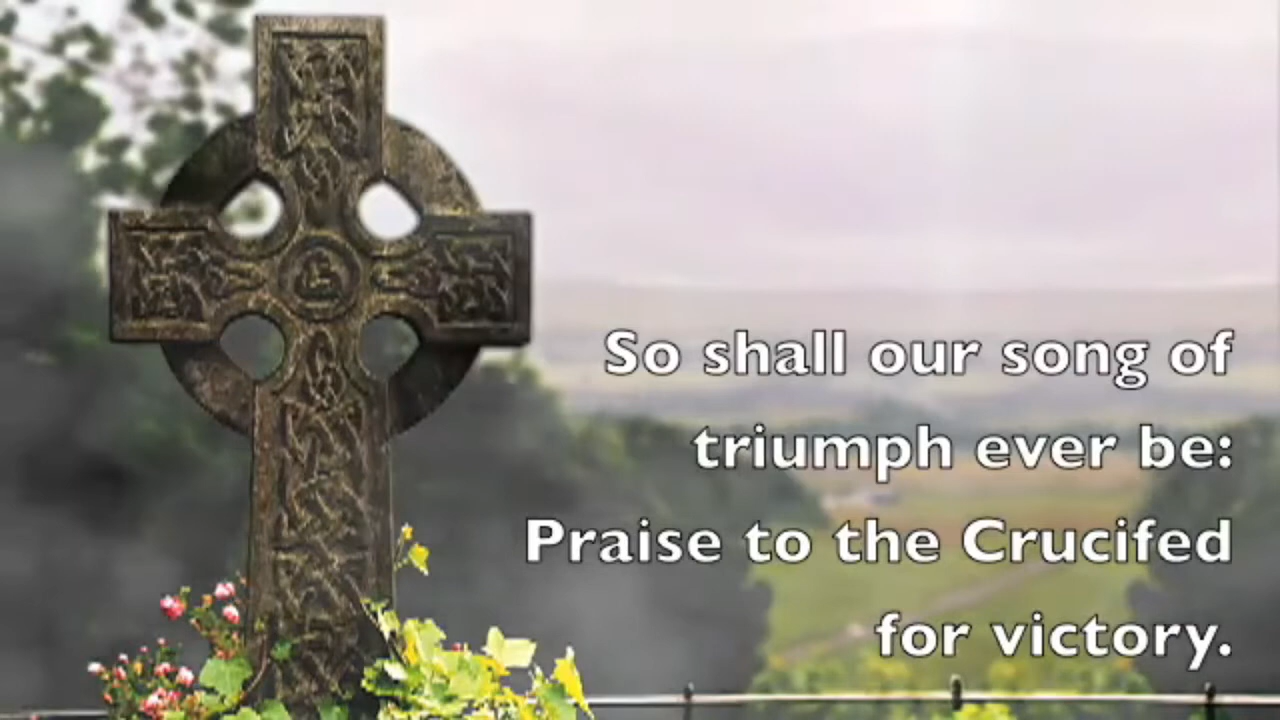 So shall our song of
triumph ever be:
Praise to the Crucifed
for victory.